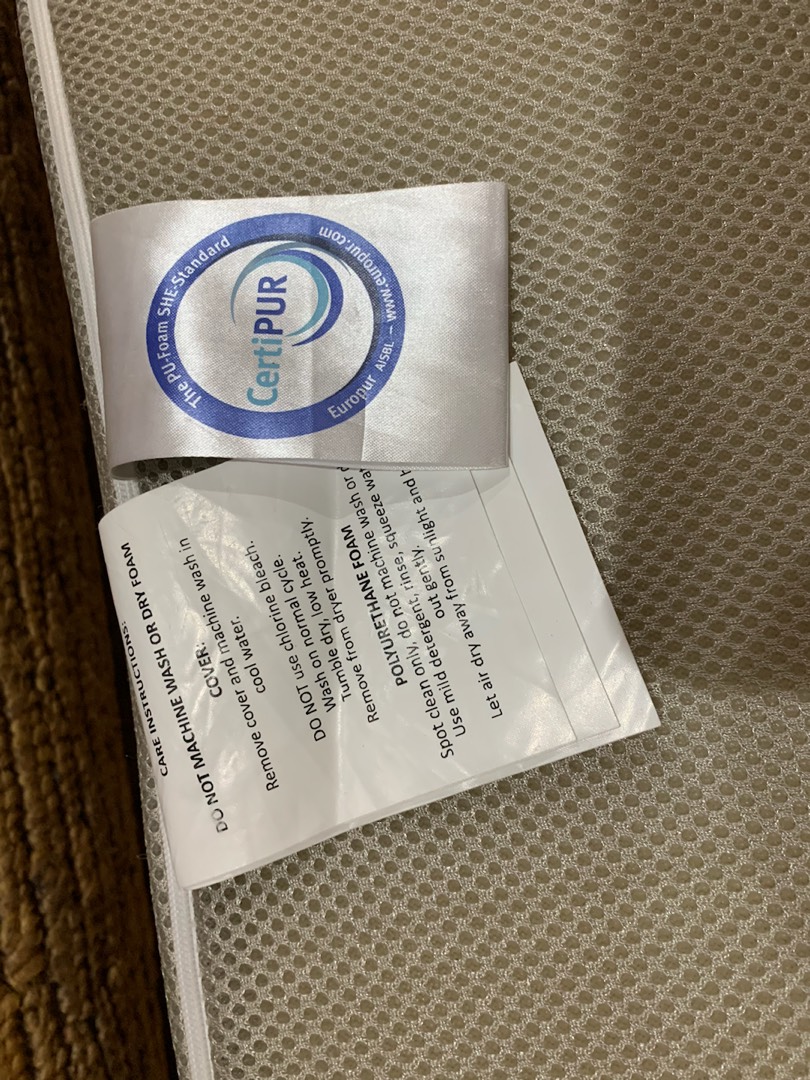 The PU-Foam SHE-Standard
CertiPUR
Europur AISBL – www.europur.com
CARE INSTRUCTIONS:
DO NOT MACHINE WASH OR DRY FOAM
COVER:
Remove cover and machine wash in
cool water.
DO NOT use chlorine bleach.
Wash on normal cycle.
Tumble dry, low heat.
Remove from dryer promptly.
POLYURETHANE FOAM
Spot clean only, do not machine wash or
Use mild detergent, rinse, squeeze
out gently.
Let air dry away from sunlight and